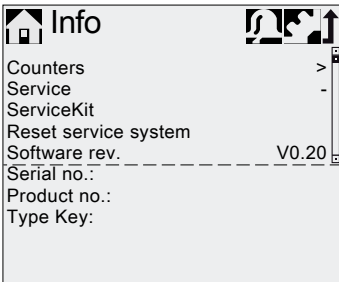 Info
Counters >
Service -
ServiceKit
Reset service system
Software rev. V0.20
Serial no.:
Product no.:
Type Key: